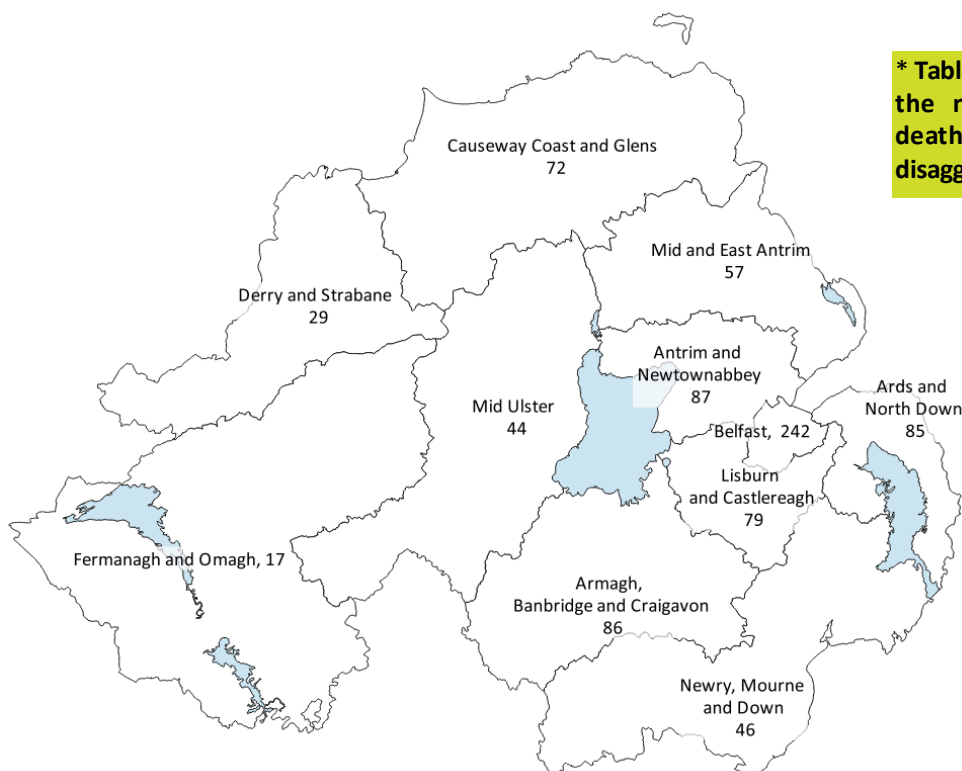 * Tabl
the
death
disagg
Causeway Coast and Glens
72
Mid and East Antrim
57
Derry and Strabane
29
Antrim and
Newtownabbey
87
Ards and
North Down
85
Mid Ulster
44
Belfast, 242
Lisburn
and Castlereagh
79
Fermanagh and Omagh, 17
Armagh,
Banbridge and Craigavon
86
Newry, Mourne
and Down
46